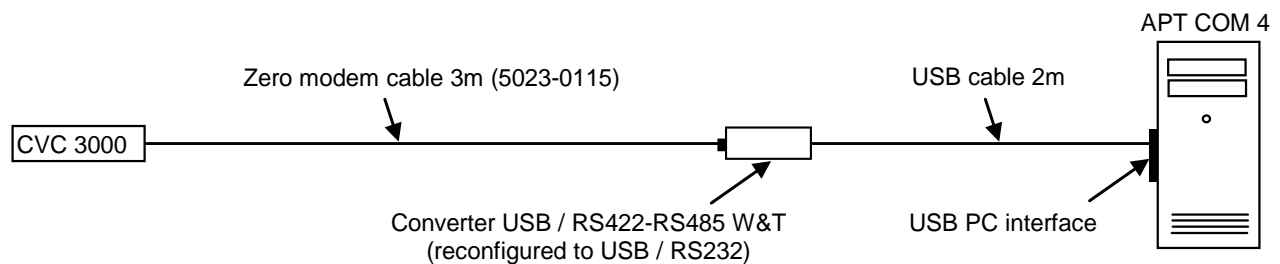 APT COM 4
Zero modem cable 3m (5023-0115)
USB cable 2m
CVC 3000
Converter USB / RS422-RS485 W&T
(reconfigured to USB / RS232)
USB PC interface